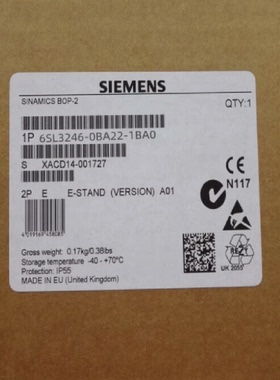 SIEMENS
SINAMICS BOP-2
QTY:1
1P 6SL3246-0BA22-1BA0
S XACD14-001727
2P E E-STAND (VERSION) A01
N117
Gross weight: 0.17kg/0.38lbs
Storage temperature -40 - +70°C
Protection: IP55
MADE IN EU (United Kingdom)